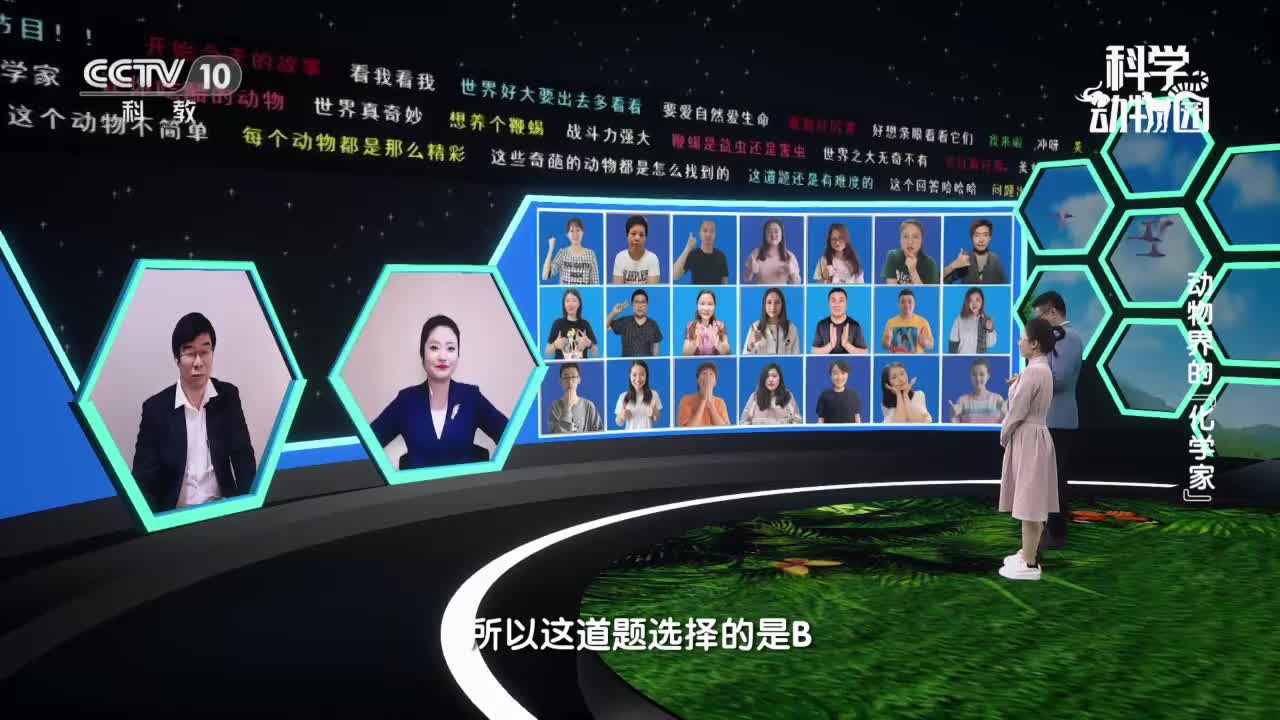 节目！！
开始今天的故事
看我看我
世界好大要出去多看看
要爱自然爱生命
好想亲眼看看它们
我来啦
冲呀
美
学家
的动物
世界真奇妙
想养个鞭蝎
战斗力强大
鞭蝎是益虫还是害虫
世界之大无奇不有
这个动物不简单
每个动物都是那么精彩
这些奇葩的动物都是怎么找到的
这道题还是有难度的
这个回答哈哈哈
CCTV 10
科教
科学
动物园
动物界的『化学家』
所以这道题选择的是B